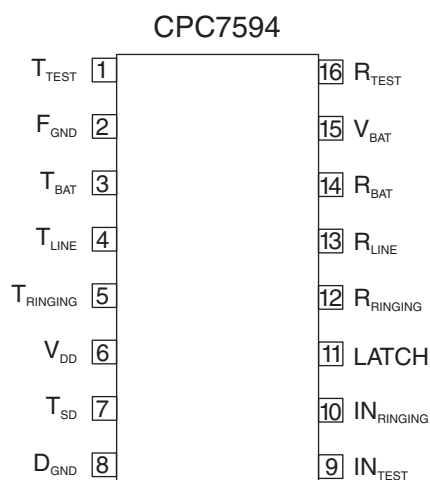 CPC7594
T_TEST 1 16 R_TEST
F_GND 2 15 V_BAT
T_BAT 3 14 R_BAT
T_LINE 4 13 R_LINE
T_RINGING 5 12 R_RINGING
V_DD 6 11 LATCH
T_SD 7 10 IN_RINGING
D_GND 8 9 IN_TEST